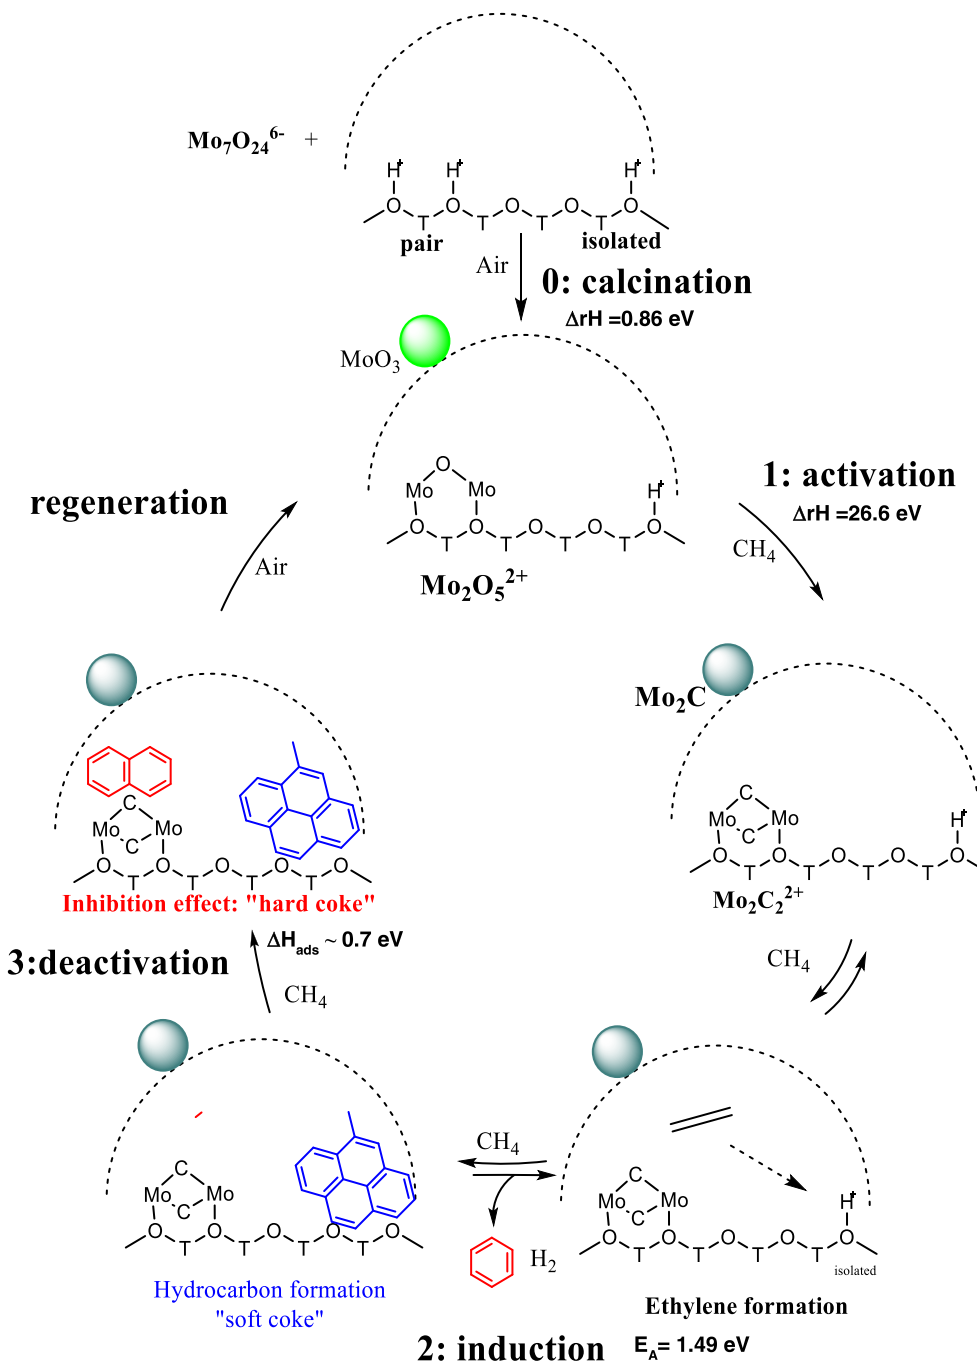 Mo7O24^6- +
H+ H+ H+
O T O T O T O T O
pair isolated
Air
0: calcination
ΔrH =0.86 eV
MoO3
O
Mo Mo
H+
O T O T O T O T O
Mo2O5^2+
1: activation
ΔrH =26.6 eV
CH4
regeneration
Air
Mo2C
C
Mo Mo
C
H+
O T O T O T O T O
Mo2C2^2+
CH4
C
Mo Mo
C
O T O T O T O T O
Inhibition effect: "hard coke"
ΔHads ~ 0.7 eV
3:deactivation
CH4
C
Mo Mo
C
H+
O T O T O T O T O
isolated
Ethylene formation
CH4
H2
C
Mo Mo
C
O T O T O T O T O
Hydrocarbon formation
"soft coke"
2: induction
EA= 1.49 eV